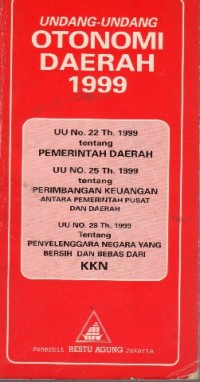 UNDANG-UNDANG
OTONOMI
DAERAH
1999
UU No. 22 Th. 1999
tentang
PEMERINTAH DAERAH
UU NO. 25 Th. 1999
tentang
PERIMBANGAN KEUANGAN
ANTARA PEMERINTAH PUSAT
DAN DAERAH
UU NO. 28 Th. 1999
Tentang
PENYELENGGARA NEGARA YANG
BERSIH DAN BEBAS DARI
KKN
Penerbit RESTU AGUNG Jakarta